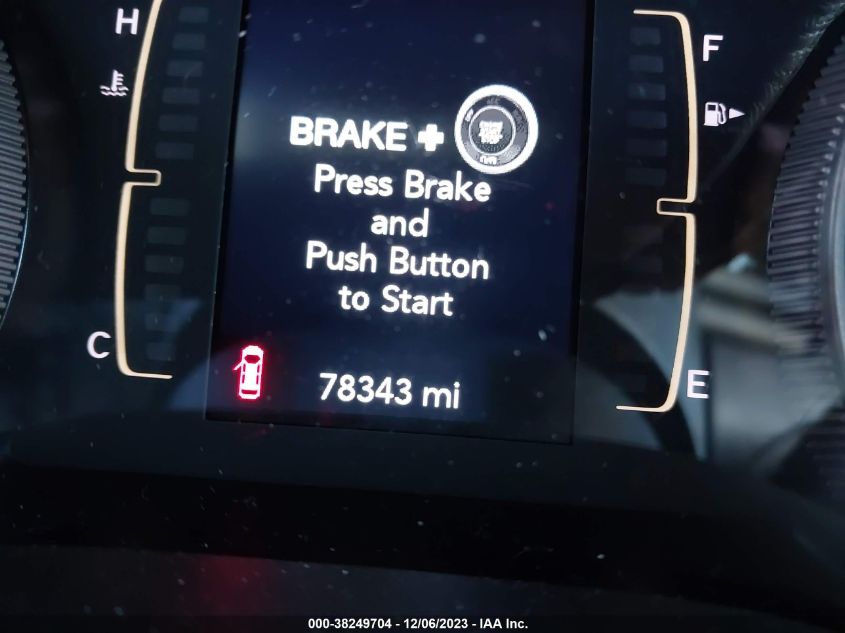 H
F
BRAKE +
Press Brake
and
Push Button
to Start
C
E
78343 mi
000-38249704 - 12/06/2023 - IAA Inc.